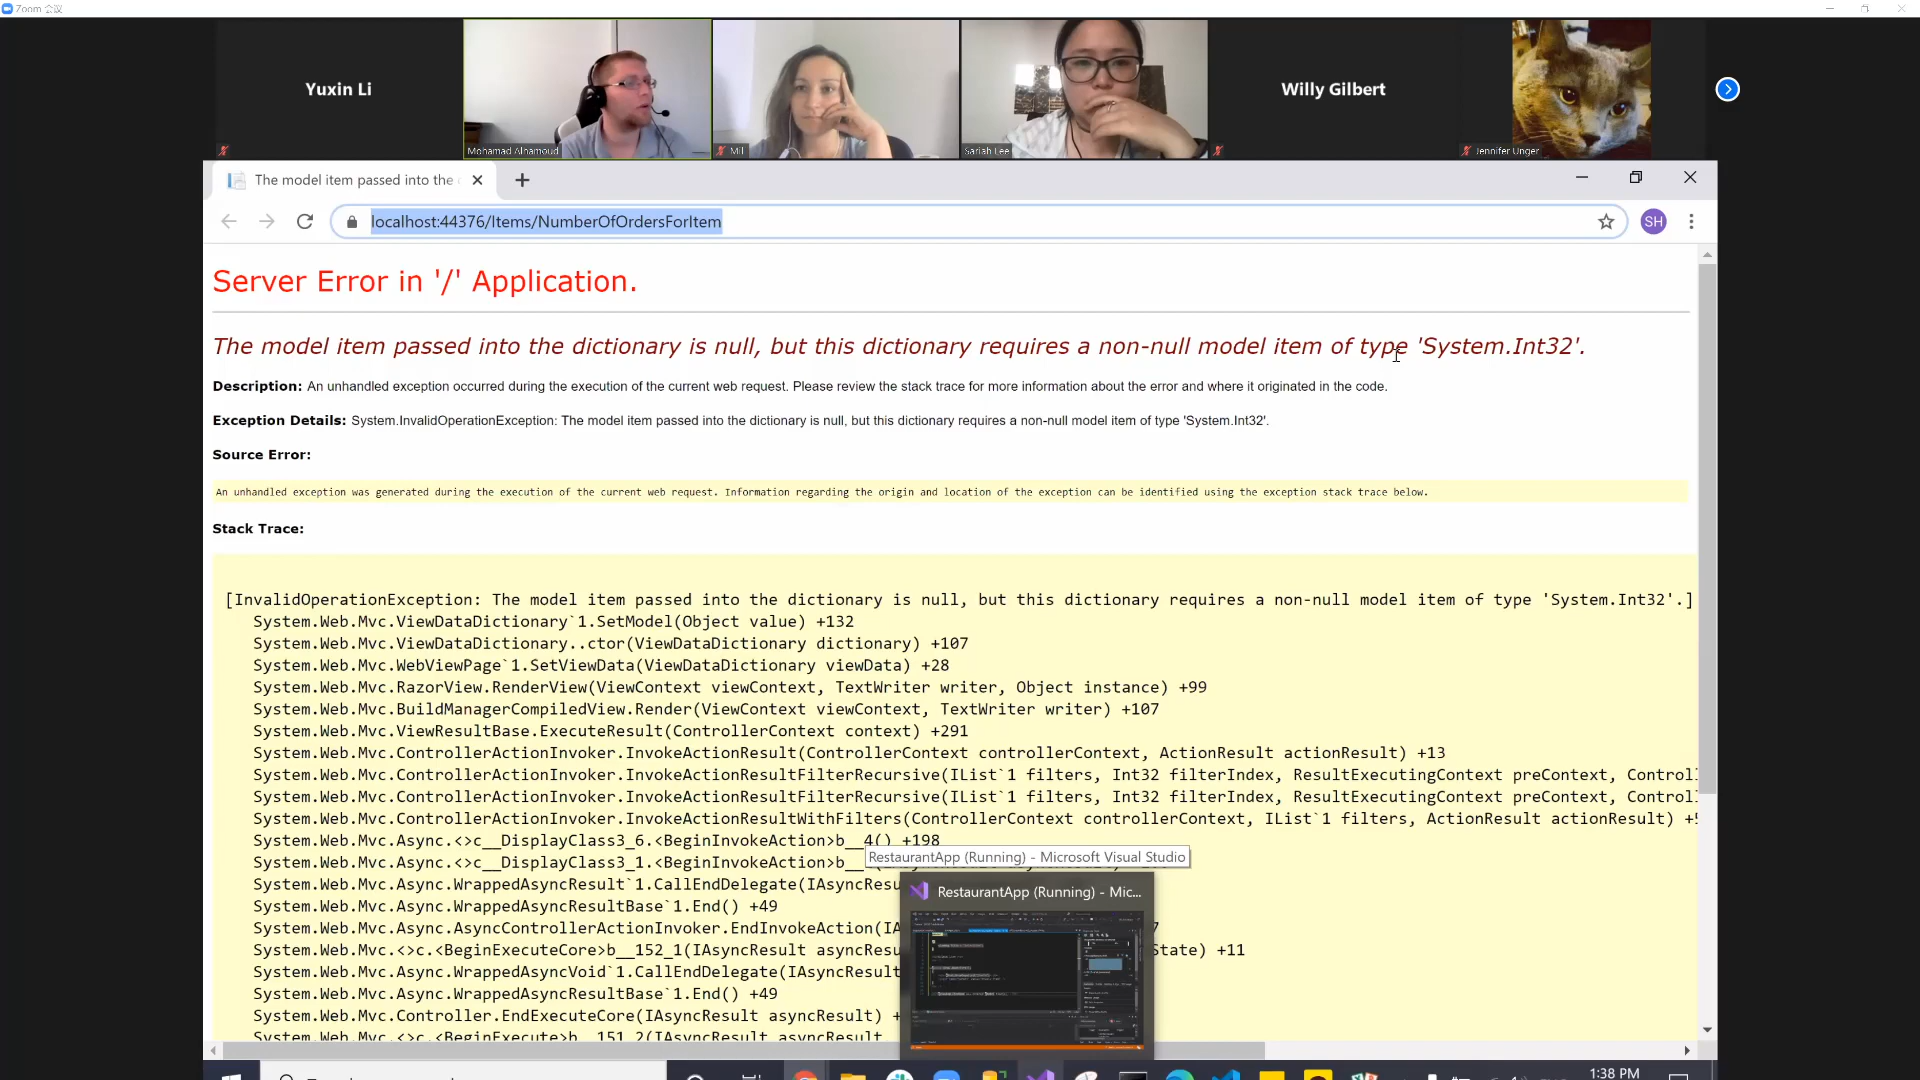 Zoom 会议
Yuxin Li
Willy Gilbert
Mohamad Alhamoud
Mil
Sariah Lee
Jennifer Unger
The model item passed into the
localhost:44376/Items/NumberOfOrdersForItem
SH
Server Error in '/' Application.
The model item passed into the dictionary is null, but this dictionary requires a non-null model item of type 'System.Int32'.
Description: An unhandled exception occurred during the execution of the current web request. Please review the stack trace for more information about the error and where it originated in the code.
Exception Details: System.InvalidOperationException: The model item passed into the dictionary is null, but this dictionary requires a non-null model item of type 'System.Int32'.
Source Error:
An unhandled exception was generated during the execution of the current web request. Information regarding the origin and location of the exception can be identified using the exception stack trace below.
Stack Trace:
[InvalidOperationException: The model item passed into the dictionary is null, but this dictionary requires a non-null model item of type 'System.Int32'.]
System.Web.Mvc.ViewDataDictionary`1.SetModel(Object value) +132
System.Web.Mvc.ViewDataDictionary..ctor(ViewDataDictionary dictionary) +107
System.Web.Mvc.WebViewPage`1.SetViewData(ViewDataDictionary viewData) +28
System.Web.Mvc.RazorView.RenderView(ViewContext viewContext, TextWriter writer, Object instance) +99
System.Web.Mvc.BuildManagerCompiledView.Render(ViewContext viewContext, TextWriter writer) +107
System.Web.Mvc.ViewResultBase.ExecuteResult(ControllerContext context) +291
System.Web.Mvc.ControllerActionInvoker.InvokeActionResult(ControllerContext controllerContext, ActionResult actionResult) +13
System.Web.Mvc.ControllerActionInvoker.InvokeActionResultFilterRecursive(IList`1 filters, Int32 filterIndex, ResultExecutingContext preContext, Control
System.Web.Mvc.ControllerActionInvoker.InvokeActionResultFilterRecursive(IList`1 filters, Int32 filterIndex, ResultExecutingContext preContext, Control
System.Web.Mvc.ControllerActionInvoker.InvokeActionResultWithFilters(ControllerContext controllerContext, IList`1 filters, ActionResult actionResult) +5
System.Web.Mvc.Async.<>c__DisplayClass3_6.<BeginInvokeAction>b__4() +198
System.Web.Mvc.Async.<>c__DisplayClass3_1.<BeginInvokeAction>b__
RestaurantApp (Running) - Microsoft Visual Studio
System.Web.Mvc.Async.WrappedAsyncResult`1.CallEndDelegate(IAsyncResu
RestaurantApp (Running) - Mic...
System.Web.Mvc.Async.WrappedAsyncResultBase`1.End() +49
System.Web.Mvc.Async.AsyncControllerActionInvoker.EndInvokeAction(IA
7
System.Web.Mvc.<>c.<BeginExecuteCore>b__152_1(IAsyncResult asyncResu
State) +11
System.Web.Mvc.Async.WrappedAsyncVoid`1.CallEndDelegate(IAsyncResult
System.Web.Mvc.Async.WrappedAsyncResultBase`1.End() +49
System.Web.Mvc.Controller.EndExecuteCore(IAsyncResult asyncResult) +
System.Web.Mvc.<>c.<BeginExecute>b__151_2(IAsyncResult asyncResult)
1:38 PM